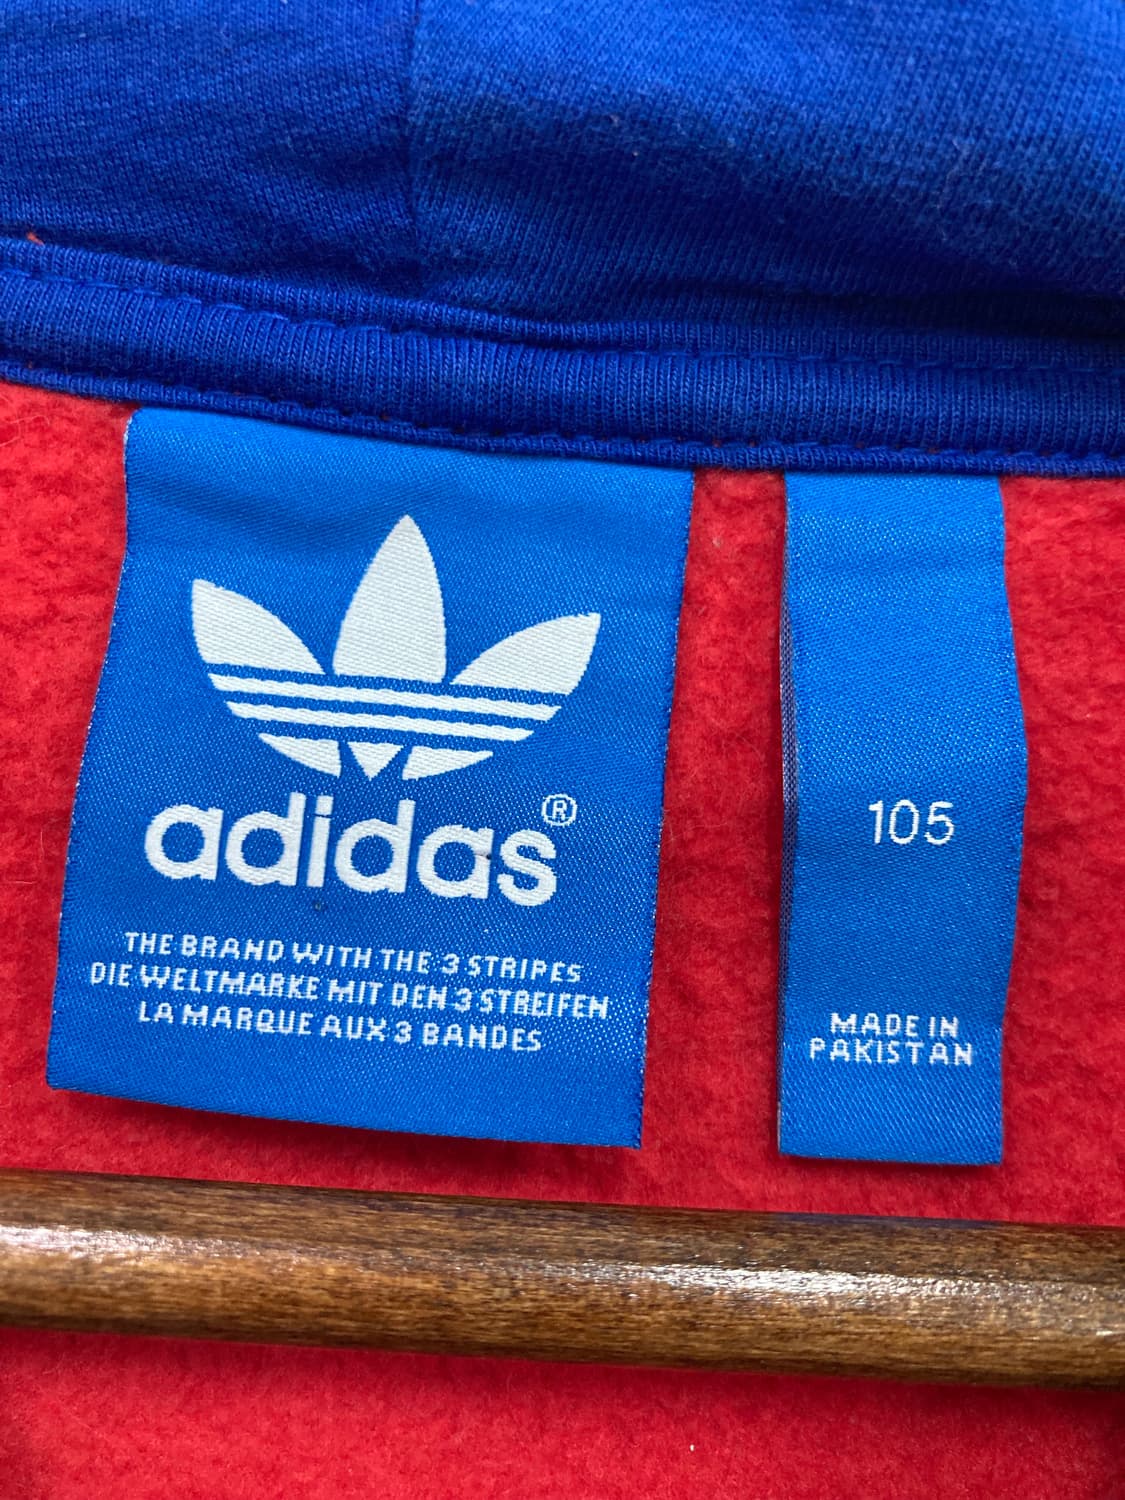 adidas®
THE BRAND WITH THE 3 STRIPES
DIE WELTMARKE MIT DEN 3 STREIFEN
LA MARQUE AUX 3 BANDES
105
MADE IN
PAKISTAN